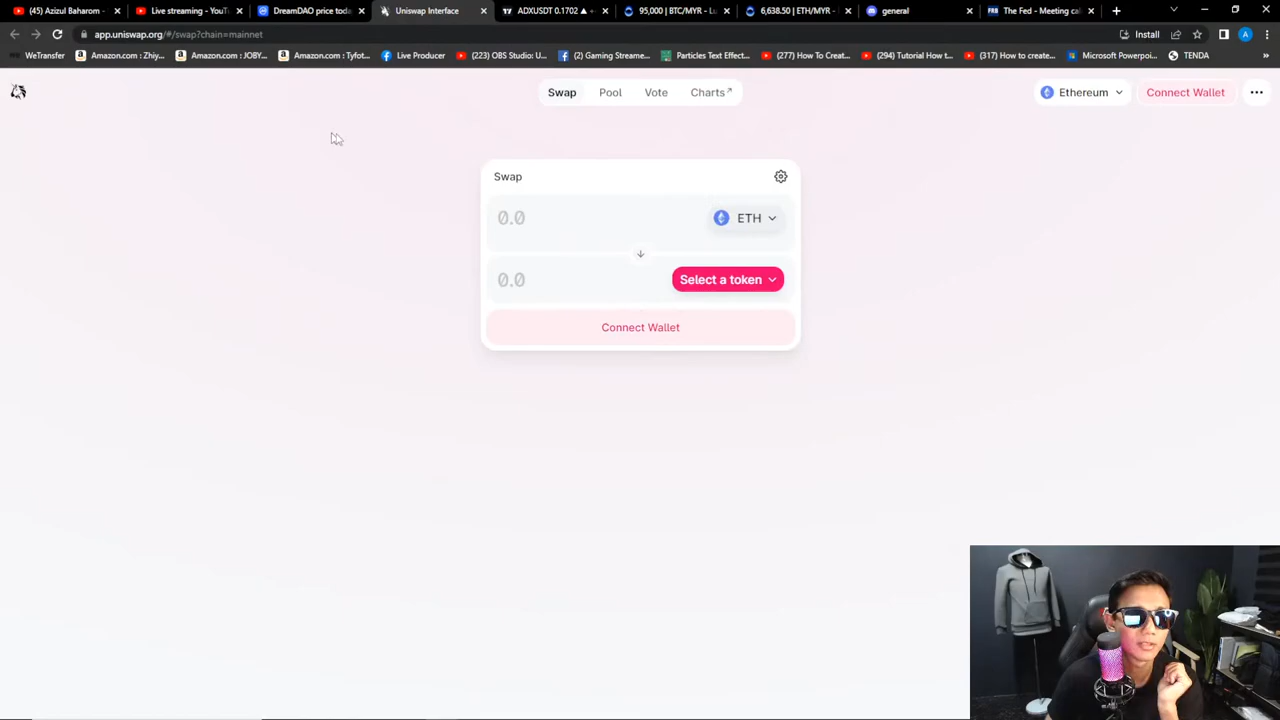 (45) Azizul Baharom -
Live streaming - YouT
DreamDAO price toda
Uniswap Interface
ADXUSDT 0.1702 ▲ +
95,000 | BTC/MYR - Lu
6,638.50 | ETH/MYR -
general
The Fed - Meeting cal
app.uniswap.org/#/swap?chain=mainnet
Install
A
WeTransfer
Amazon.com : Zhiy...
Amazon.com : JOBY...
Amazon.com : Tyfot...
Live Producer
(223) OBS Studio: U...
(2) Gaming Streame...
Particles Text Effect...
(277) How To Creat...
(294) Tutorial How t...
(317) How to create...
Microsoft Powerpoi...
TENDA
Swap
Pool
Vote
Charts↗
Ethereum
Connect Wallet
Swap
0.0
ETH
0.0
Select a token
Connect Wallet